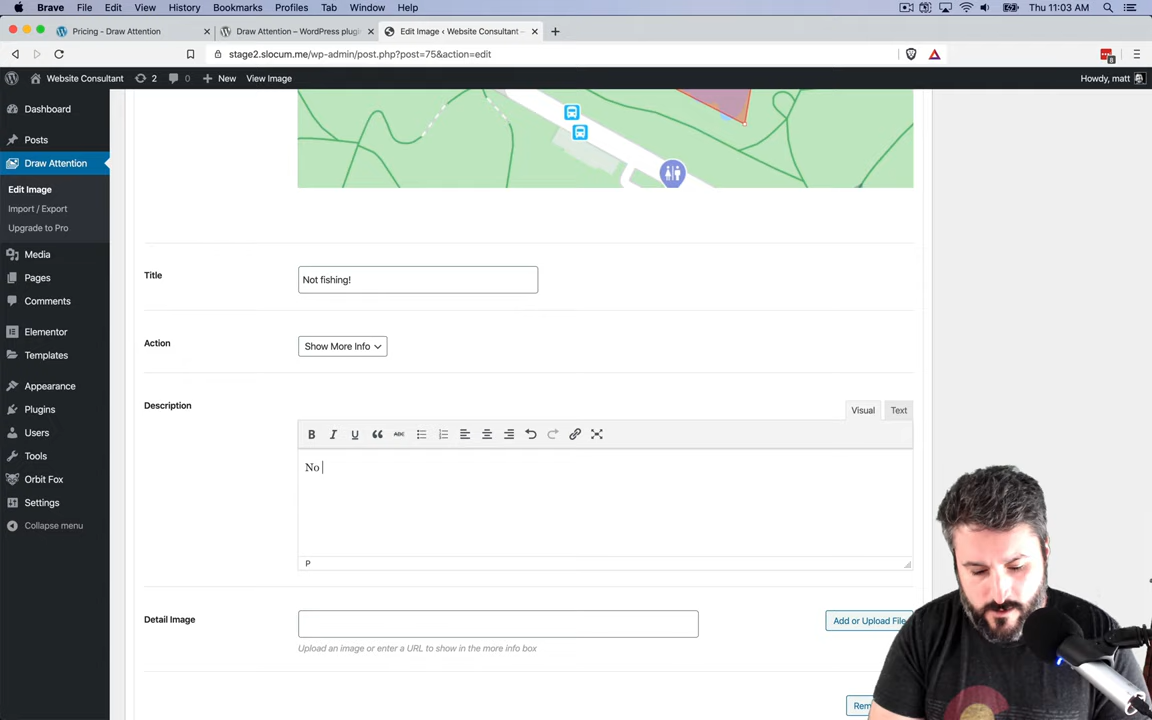 Brave File Edit View History Bookmarks Profiles Tab Window Help Thu 11:03 AM
Pricing - Draw Attention
Draw Attention – WordPress plugi
Edit Image ‹ Website Consultant –
stage2.slocum.me/wp-admin/post.php?post=75&action=edit
8
Website Consultant 2 0 New View Image Howdy, matt
Dashboard
Posts
Draw Attention
Edit Image
Import / Export
Upgrade to Pro
Media
Pages
Comments
Elementor
Templates
Appearance
Plugins
Users
Tools
Orbit Fox
Settings
Collapse menu
Title
Not fishing!
Action
Show More Info
Description
Visual Text
B I U ABC
No
P
Detail Image
Add or Upload File
Upload an image or enter a URL to show in the more info box
Rem